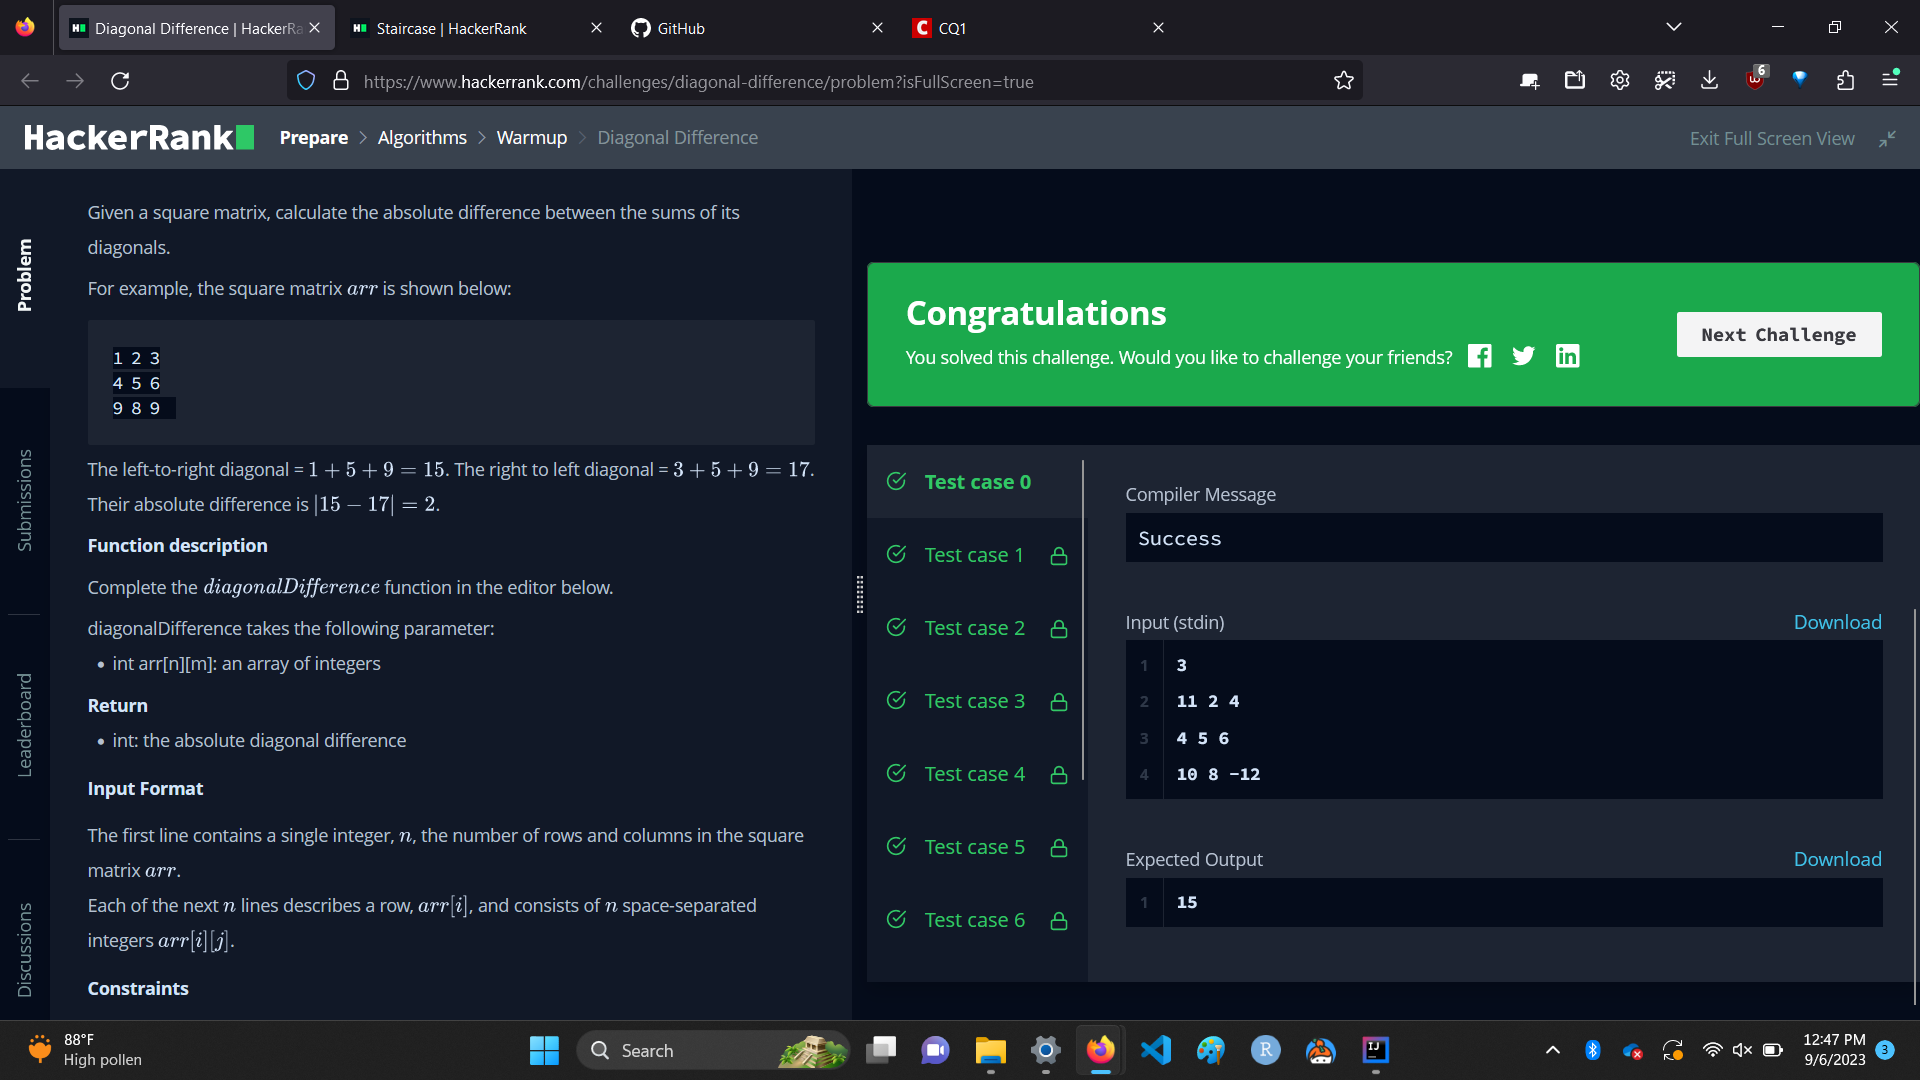 Diagonal Difference | HackerRa
Staircase | HackerRank
GitHub
CQ1
https://www.hackerrank.com/challenges/diagonal-difference/problem?isFullScreen=true
6
HackerRank
Prepare > Algorithms > Warmup > Diagonal Difference
Exit Full Screen View
Problem
Submissions
Leaderboard
Discussions
Given a square matrix, calculate the absolute difference between the sums of its
diagonals.
For example, the square matrix arr is shown below:
1 2 3
4 5 6
9 8 9
The left-to-right diagonal = 1 + 5 + 9 = 15. The right to left diagonal = 3 + 5 + 9 = 17.
Their absolute difference is |15 − 17| = 2.
Function description
Complete the diagonalDifference function in the editor below.
diagonalDifference takes the following parameter:
• int arr[n][m]: an array of integers
Return
• int: the absolute diagonal difference
Input Format
The first line contains a single integer, n, the number of rows and columns in the square
matrix arr.
Each of the next n lines describes a row, arr[i], and consists of n space-separated
integers arr[i][j].
Constraints
Congratulations
You solved this challenge. Would you like to challenge your friends?
Next Challenge
Test case 0
Test case 1
Test case 2
Test case 3
Test case 4
Test case 5
Test case 6
Compiler Message
Success
Input (stdin)
Download
1 3
2 11 2 4
3 4 5 6
4 10 8 -12
Expected Output
Download
1 15
88°F
High pollen
Search
R
IJ
12:47 PM
9/6/2023
3